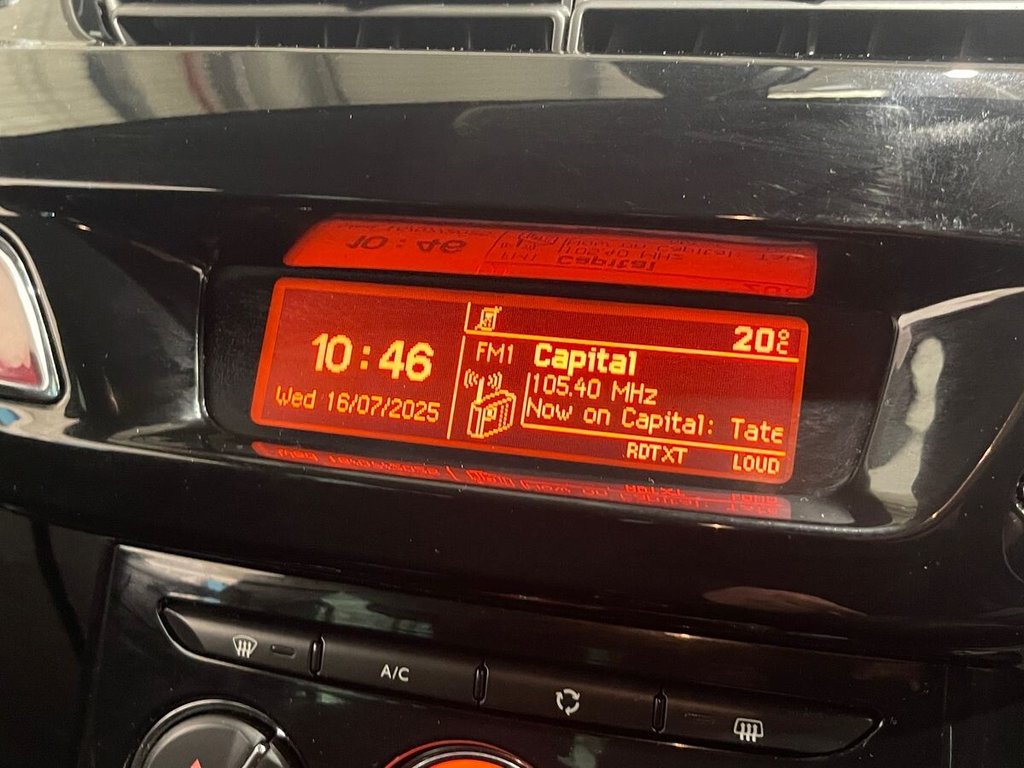 10:46
Wed 16/07/2025
20°C
FM1 Capital
105.40 MHz
Now on Capital: Tate
RDTXT LOUD
A/C